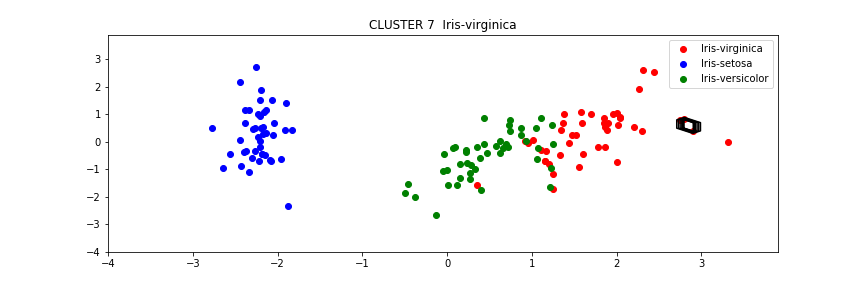 CLUSTER 7 Iris-virginica
Iris-virginica
Iris-setosa
Iris-versicolor
3
2
1
0
−1
−2
−3
−4
−4 −3 −2 −1 0 1 2 3